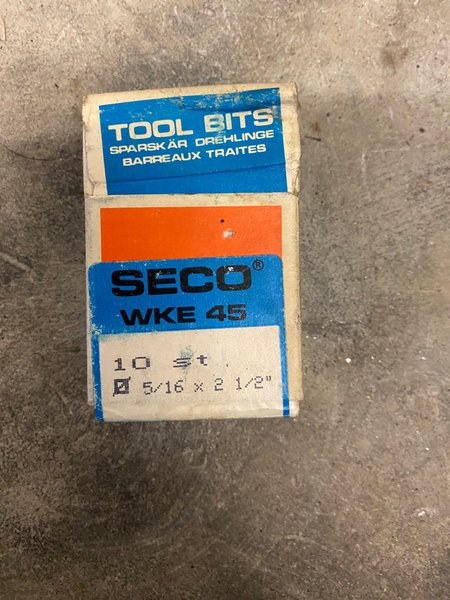 TOOL BITS
SPARSKÄR DREHLINGE
BARREAUX TRAITES
SECO®
WKE 45
10 st
5/16 x 2 1/2"